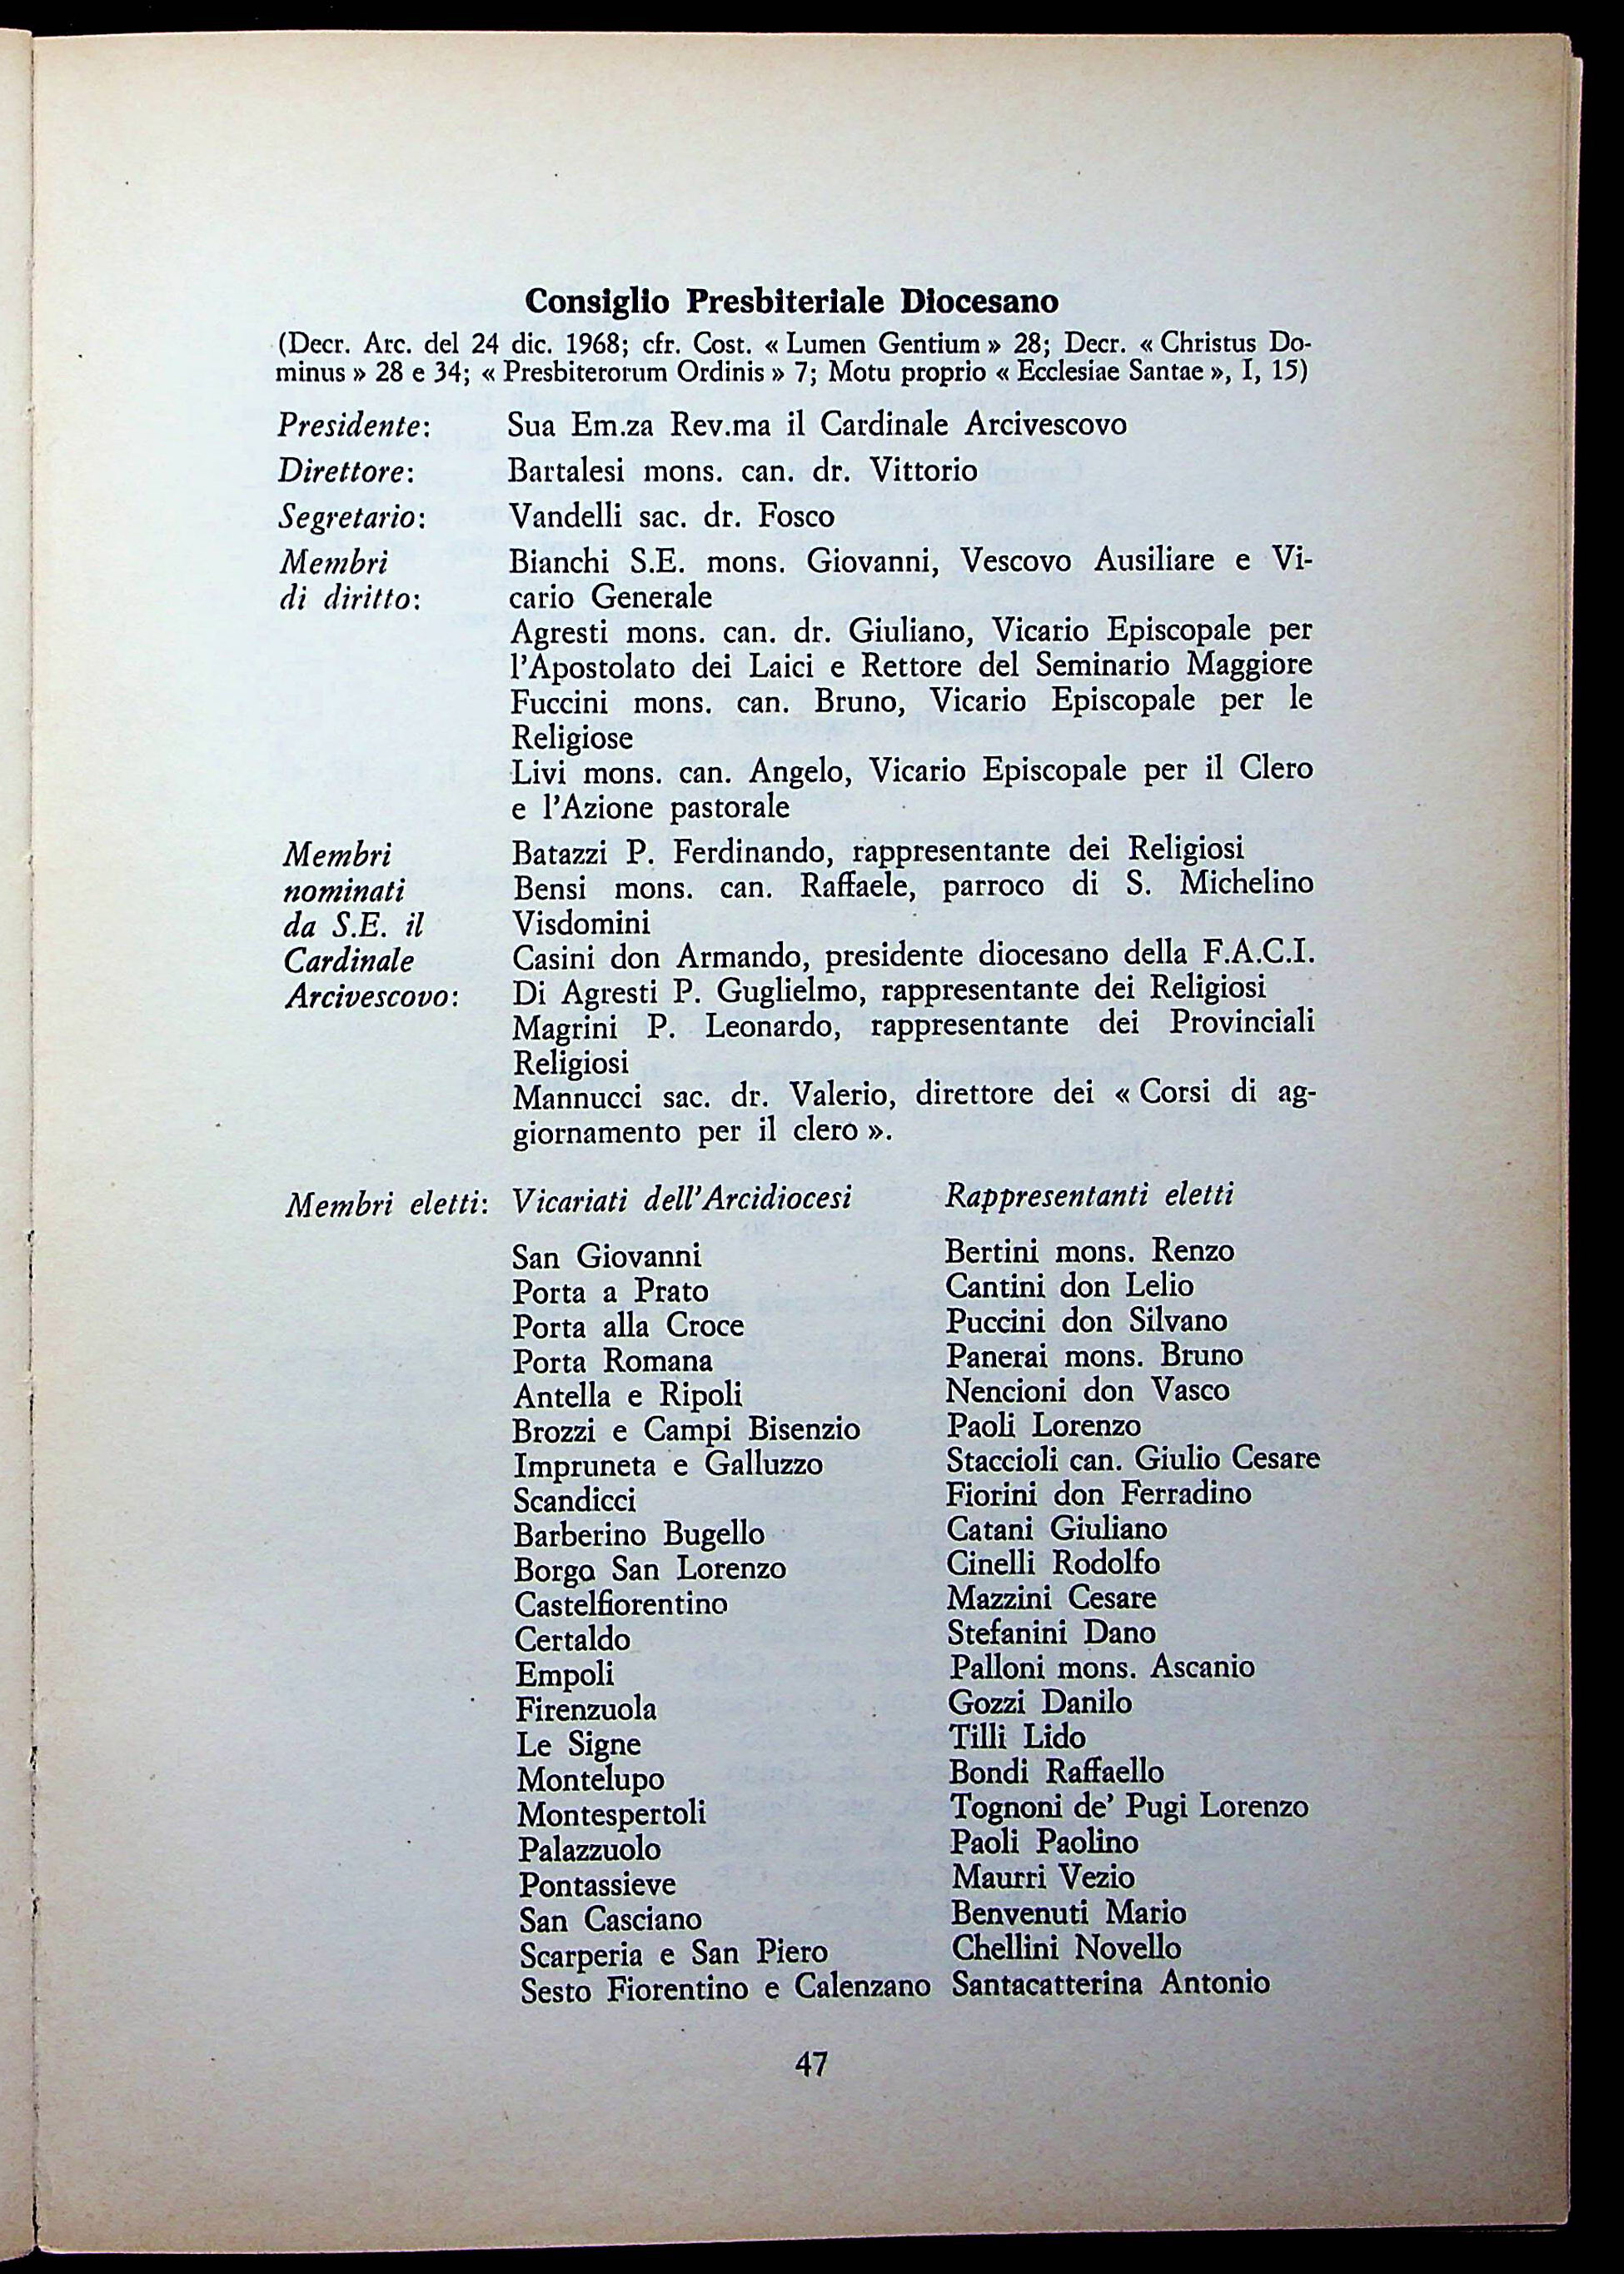 Consiglio Presbiteriale Diocesano
(Decr. Arc. del 24 dic. 1968; cfr. Cost. « Lumen Gentium » 28; Decr. « Christus Do-
minus » 28 e 34; « Presbiterorum Ordinis » 7; Motu proprio « Ecclesiae Santae », I, 15)
Presidente: Sua Em.za Rev.ma il Cardinale Arcivescovo
Direttore: Bartalesi mons. can. dr. Vittorio
Segretario: Vandelli sac. dr. Fosco
Membri Bianchi S.E. mons. Giovanni, Vescovo Ausiliare e Vi-
di diritto: cario Generale
Agresti mons. can. dr. Giuliano, Vicario Episcopale per
l'Apostolato dei Laici e Rettore del Seminario Maggiore
Fuccini mons. can. Bruno, Vicario Episcopale per le
Religiose
Livi mons. can. Angelo, Vicario Episcopale per il Clero
e l'Azione pastorale
Membri Batazzi P. Ferdinando, rappresentante dei Religiosi
nominati Bensi mons. can. Raffaele, parroco di S. Michelino
da S.E. il Visdomini
Cardinale Casini don Armando, presidente diocesano della F.A.C.I.
Arcivescovo: Di Agresti P. Guglielmo, rappresentante dei Religiosi
Magrini P. Leonardo, rappresentante dei Provinciali
Religiosi
Mannucci sac. dr. Valerio, direttore dei « Corsi di ag-
giornamento per il clero ».
Membri eletti: Vicariati dell'Arcidiocesi Rappresentanti eletti
San Giovanni Bertini mons. Renzo
Porta a Prato Cantini don Lelio
Porta alla Croce Puccini don Silvano
Porta Romana Panerai mons. Bruno
Antella e Ripoli Nencioni don Vasco
Brozzi e Campi Bisenzio Paoli Lorenzo
Impruneta e Galluzzo Staccioli can. Giulio Cesare
Scandicci Fiorini don Ferradino
Barberino Bugello Catani Giuliano
Borgo San Lorenzo Cinelli Rodolfo
Castelfiorentino Mazzini Cesare
Certaldo Stefanini Dano
Empoli Palloni mons. Ascanio
Firenzuola Gozzi Danilo
Le Signe Tilli Lido
Montelupo Bondi Raffaello
Montespertoli Tognoni de' Pugi Lorenzo
Palazzuolo Paoli Paolino
Pontassieve Maurri Vezio
San Casciano Benvenuti Mario
Scarperia e San Piero Chellini Novello
Sesto Fiorentino e Calenzano Santacatterina Antonio
47